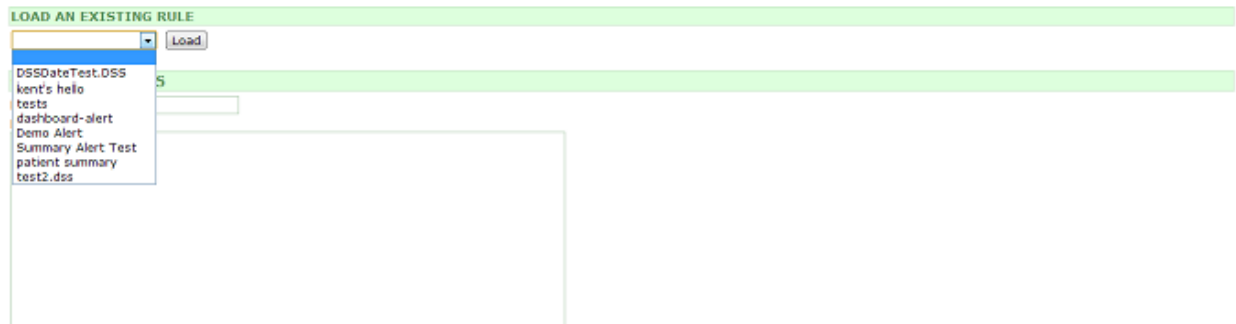 LOAD AN EXISTING RULE
Load
DSSDateTest.DSS
kent's hello
tests
dashboard-alert
Demo Alert
Summary Alert Test
patient summary
test2.dss